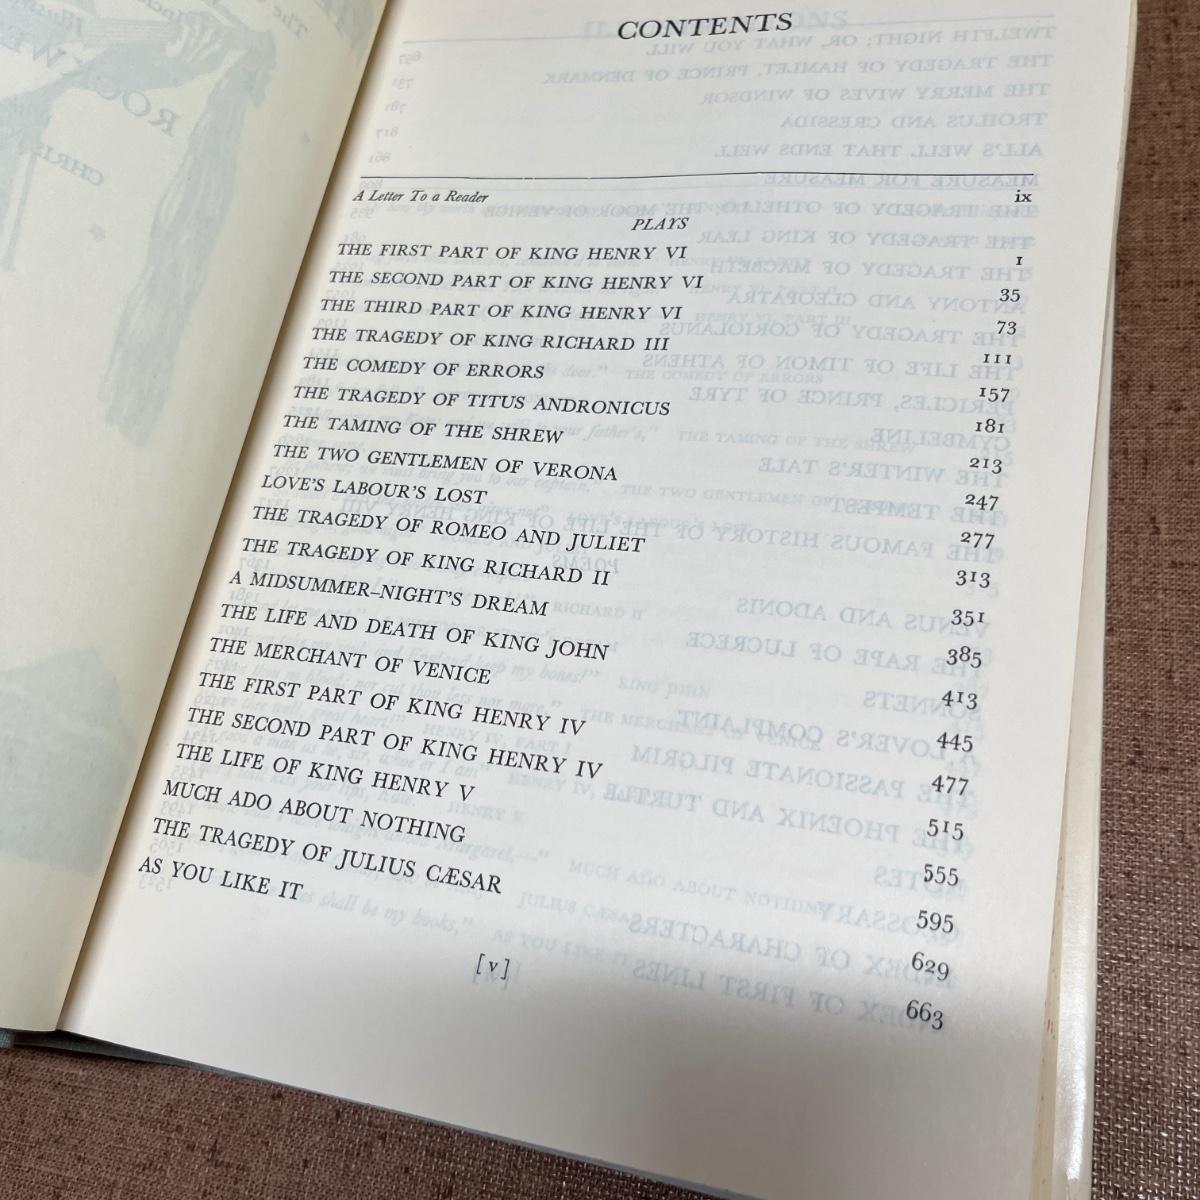 CONTENTS
A Letter To a Reader ix
PLAYS
THE FIRST PART OF KING HENRY VI 1
THE SECOND PART OF KING HENRY VI 35
THE THIRD PART OF KING HENRY VI 73
THE TRAGEDY OF KING RICHARD III 111
THE COMEDY OF ERRORS 157
THE TRAGEDY OF TITUS ANDRONICUS 181
THE TAMING OF THE SHREW 213
THE TWO GENTLEMEN OF VERONA 247
LOVE'S LABOUR'S LOST 277
THE TRAGEDY OF ROMEO AND JULIET 313
THE TRAGEDY OF KING RICHARD II 351
A MIDSUMMER–NIGHT'S DREAM 385
THE LIFE AND DEATH OF KING JOHN 413
THE MERCHANT OF VENICE 445
THE FIRST PART OF KING HENRY IV 477
THE SECOND PART OF KING HENRY IV 515
THE LIFE OF KING HENRY V 555
MUCH ADO ABOUT NOTHING 595
THE TRAGEDY OF JULIUS CÆSAR 629
AS YOU LIKE IT 663
[v]